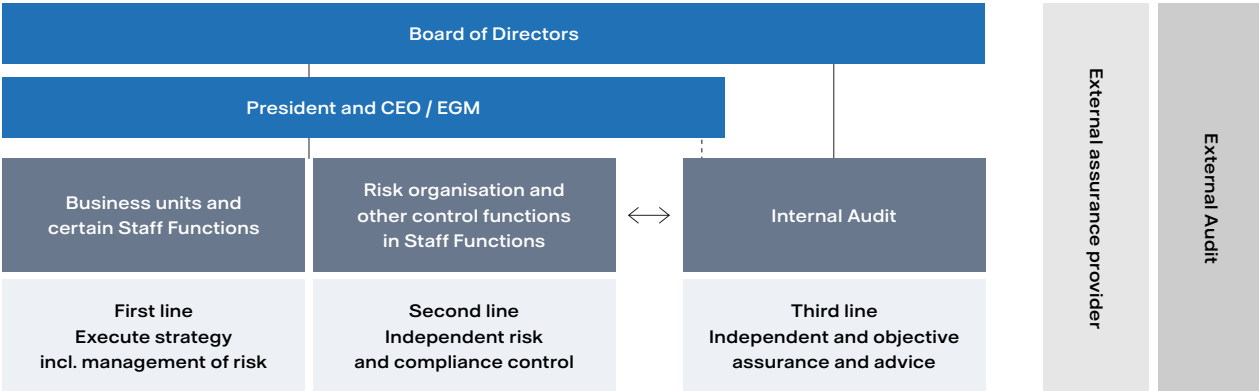 Board of Directors
President and CEO / EGM
Business units and
certain Staff Functions
Risk organisation and
other control functions
in Staff Functions
Internal Audit
First line
Execute strategy
incl. management of risk
Second line
Independent risk
and compliance control
Third line
Independent and objective
assurance and advice
External assurance provider
External Audit